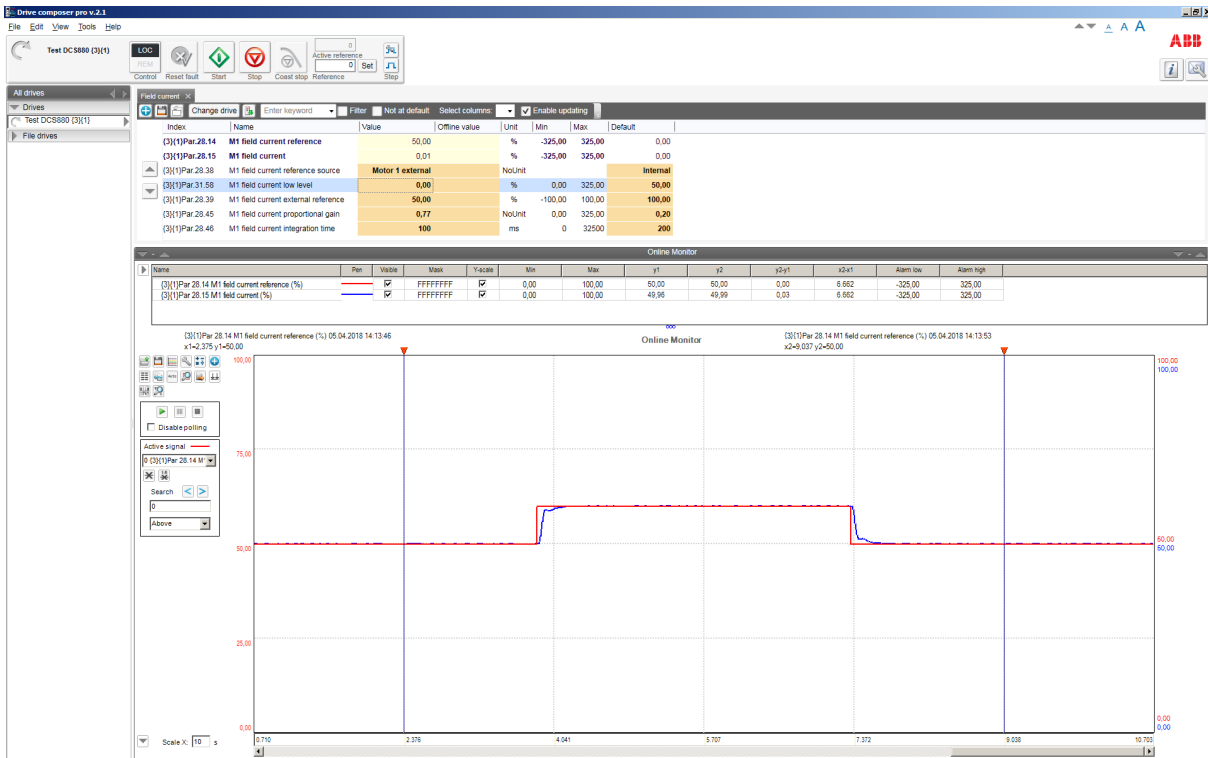 Drive composer pro v.2.1
File Edit View Tools Help
A A A
ABB
Test DCS880 {3}{1}
LOC
REM
Control Reset fault Start Stop Coast stop Reference Step
0
Active reference
0 Set
All drives
Drives
Test DCS880 {3}{1}
File drives
Field current
Change drive Enter keyword Filter Not at default Select columns: Enable updating
Index Name Value Offline value Unit Min Max Default
{3}{1}Par.28.14 M1 field current reference 50,00 % -325,00 325,00 0,00
{3}{1}Par.28.15 M1 field current 0,01 % -325,00 325,00 0,00
{3}{1}Par.28.38 M1 field current reference source Motor 1 external NoUnit Internal
{3}{1}Par.31.58 M1 field current low level 0,00 % 0,00 325,00 50,00
{3}{1}Par.28.39 M1 field current external reference 50,00 % -100,00 100,00 100,00
{3}{1}Par.28.45 M1 field current proportional gain 0,77 NoUnit 0,00 325,00 0,20
{3}{1}Par.28.46 M1 field current integration time 100 ms 0 32500 200
Online Monitor
Name Pen Visible Mask Y-scale Min Max y1 y2 y2-y1 x2-x1 Alarm low Alarm high
{3}{1}Par 28.14 M1 field current reference (%) FFFFFFFF 0,00 100,00 50,00 50,00 0,00 6.662 -325,00 325,00
{3}{1}Par 28.15 M1 field current (%) FFFFFFFF 0,00 100,00 49,96 49,99 0,03 6.662 -325,00 325,00
{3}{1}Par 28.14 M1 field current reference (%) 05.04.2018 14:13:46
x1=2,375 y1=50,00
Online Monitor
{3}{1}Par 28.14 M1 field current reference (%) 05.04.2018 14:13:53
x2=9,037 y2=50,00
Disable polling
Active signal
0 {3}{1}Par 28.14 M
Search
0
Above
100,00
75,00
50,00
25,00
0,00
100,00
100,00
50,00
50,00
0,00
0,00
Scale X: 10 s
0.710 2.376 4.041 5.707 7.372 9.038 10.703